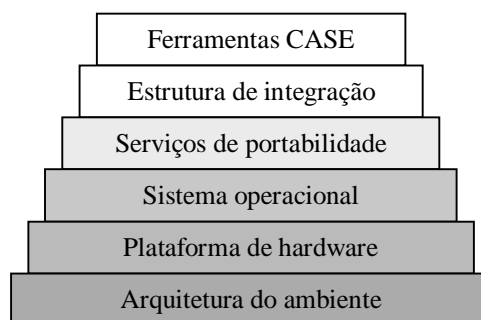 Ferramentas CASE
Estrutura de integração
Serviços de portabilidade
Sistema operacional
Plataforma de hardware
Arquitetura do ambiente